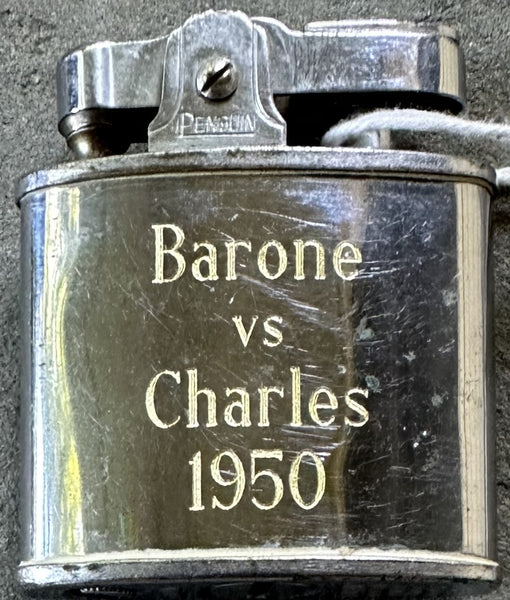 PENGUIN
Barone
vs
Charles
1950